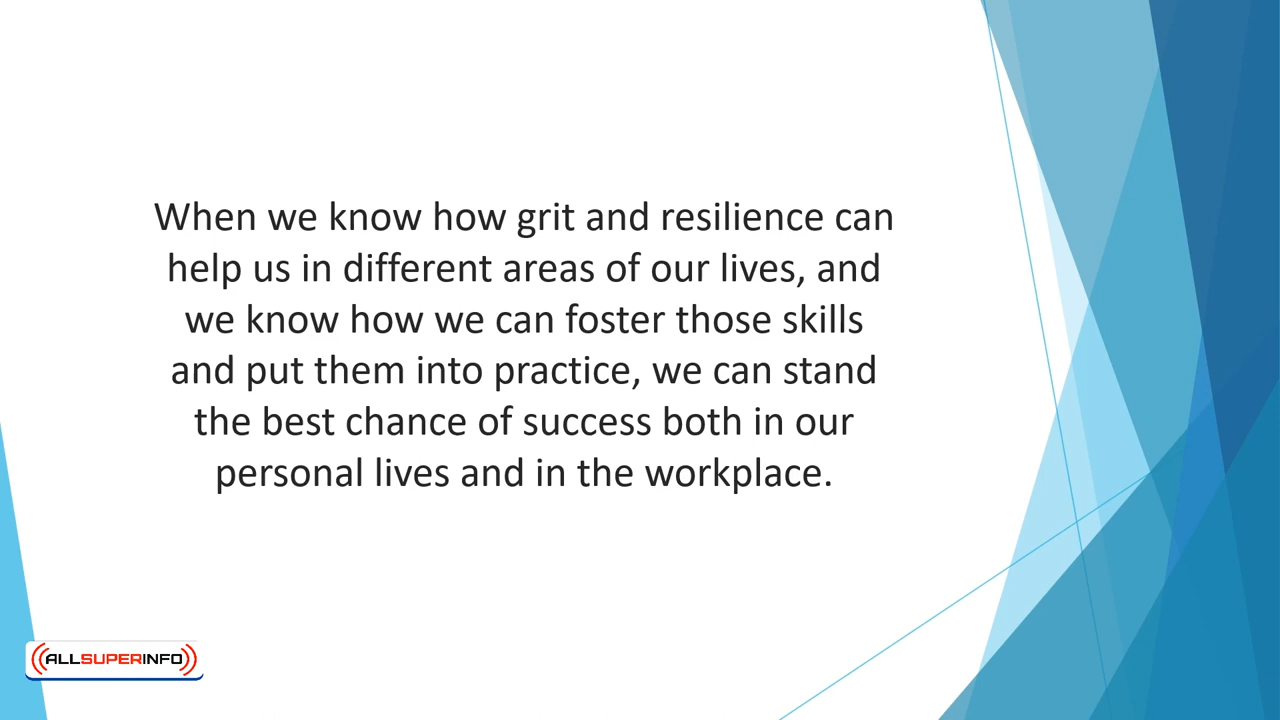 When we know how grit and resilience can
help us in different areas of our lives, and
we know how we can foster those skills
and put them into practice, we can stand
the best chance of success both in our
personal lives and in the workplace.
ALLSUPERINFO